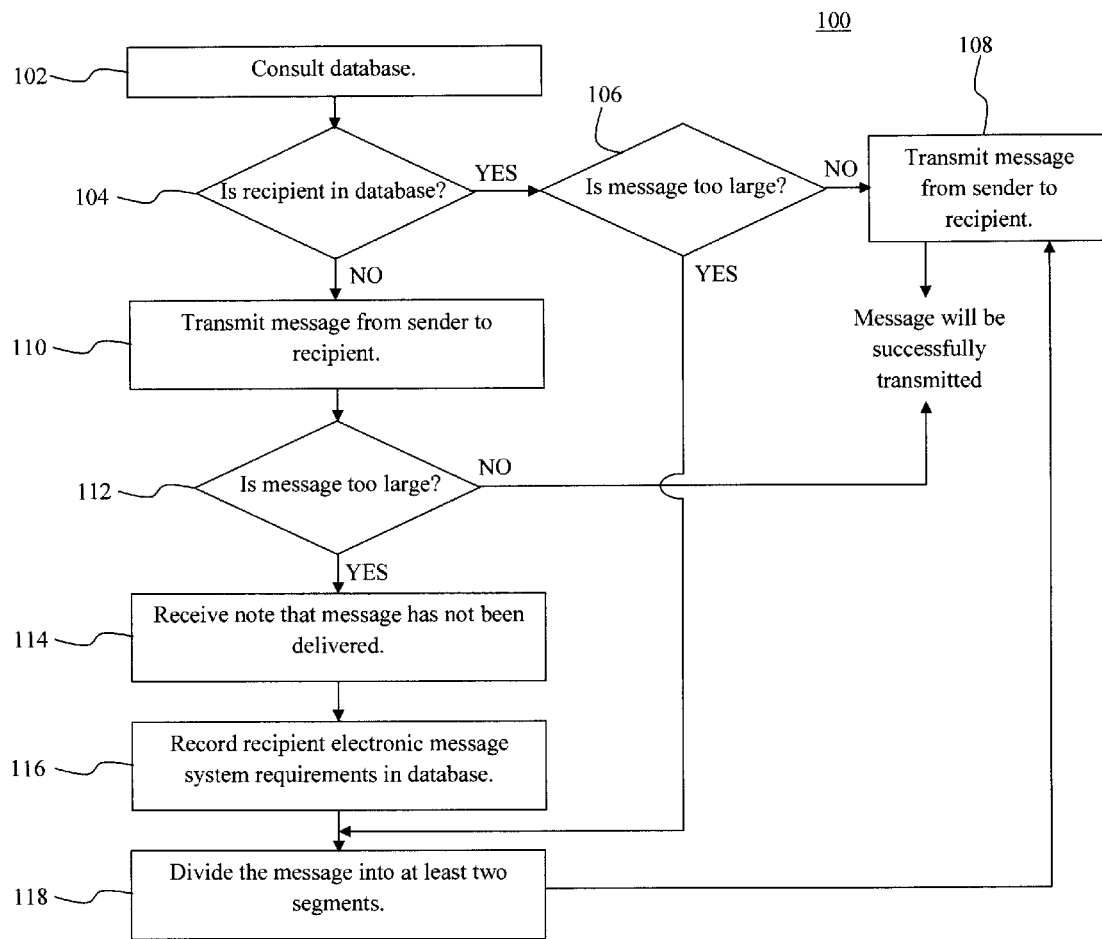 100
102
Consult database.
104
Is recipient in database?
YES
106
Is message too large?
NO
108
Transmit message
from sender to
recipient.
NO
YES
110
Transmit message from sender to
recipient.
Message will be
successfully
transmitted
112
Is message too large?
NO
YES
114
Receive note that message has not been
delivered.
116
Record recipient electronic message
system requirements in database.
118
Divide the message into at least two
segments.